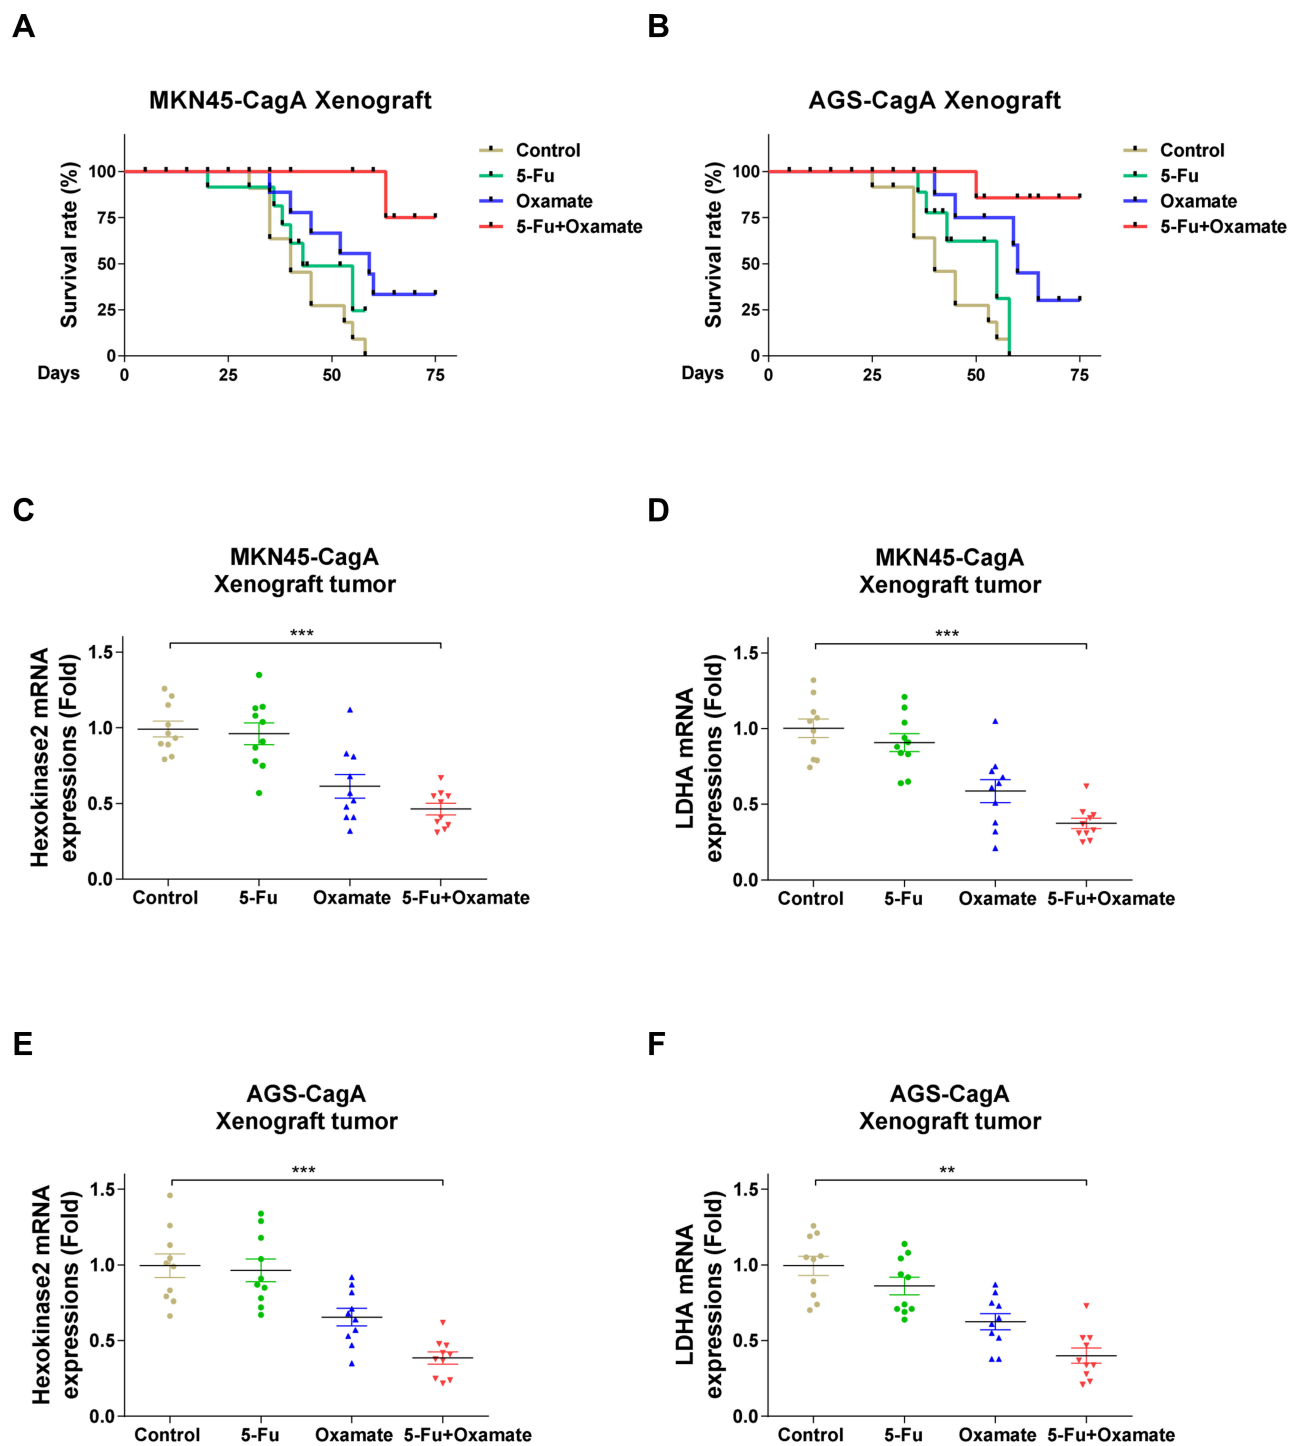 A
MKN45-CagA Xenograft
Survival rate (%)
100
75
50
25
0
Days
0
25
50
75
Control
5-Fu
Oxamate
5-Fu+Oxamate
B
AGS-CagA Xenograft
Survival rate (%)
100
75
50
25
0
Days
0
25
50
75
Control
5-Fu
Oxamate
5-Fu+Oxamate
C
MKN45-CagA
Xenograft tumor
Hexokinase2 mRNA
expressions (Fold)
1.5
1.0
0.5
0.0
***
Control
5-Fu
Oxamate
5-Fu+Oxamate
D
MKN45-CagA
Xenograft tumor
LDHA mRNA
expressions (Fold)
1.5
1.0
0.5
0.0
***
Control
5-Fu
Oxamate
5-Fu+Oxamate
E
AGS-CagA
Xenograft tumor
Hexokinase2 mRNA
expressions (Fold)
1.5
1.0
0.5
0.0
***
Control
5-Fu
Oxamate
5-Fu+Oxamate
F
AGS-CagA
Xenograft tumor
LDHA mRNA
expressions (Fold)
1.5
1.0
0.5
0.0
**
Control
5-Fu
Oxamate
5-Fu+Oxamate